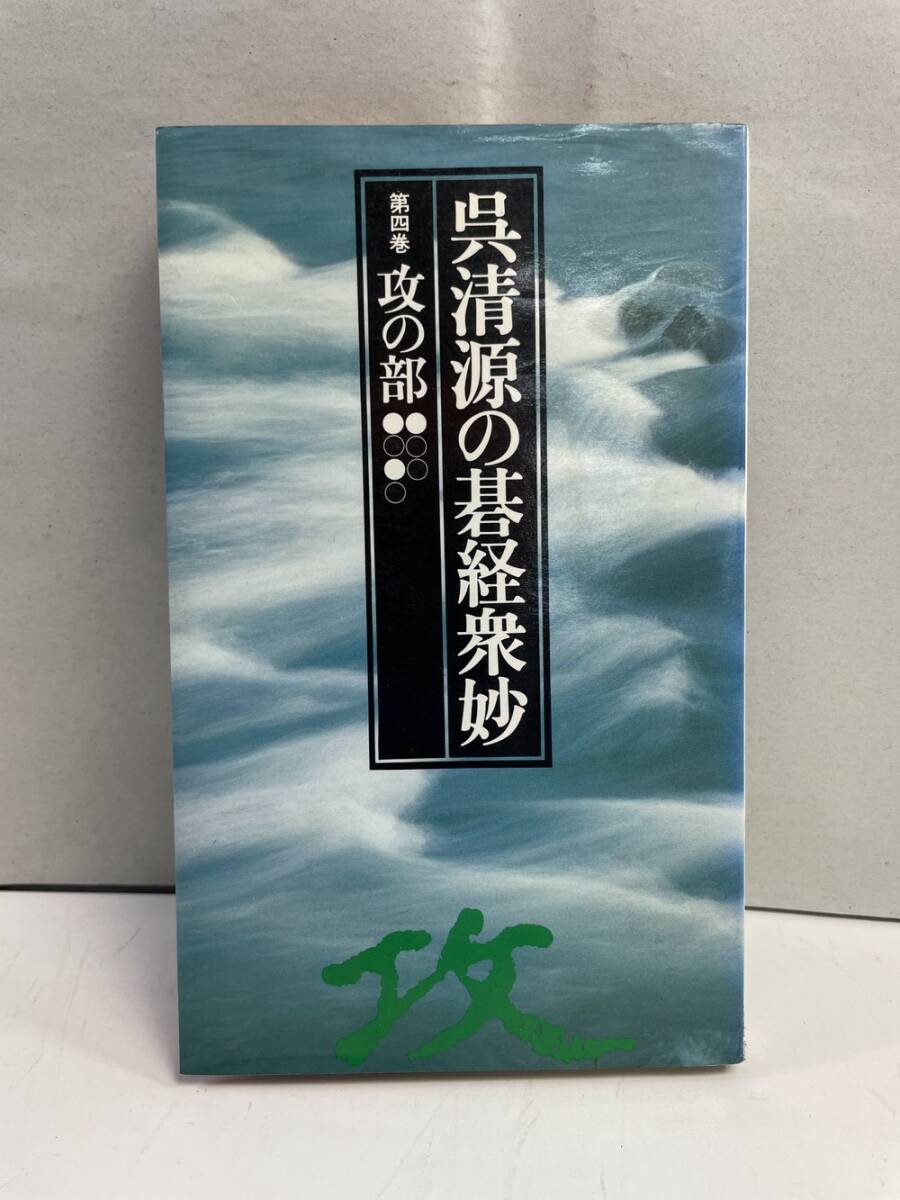 呉清源の碁経衆妙
第四巻 攻の部
攻